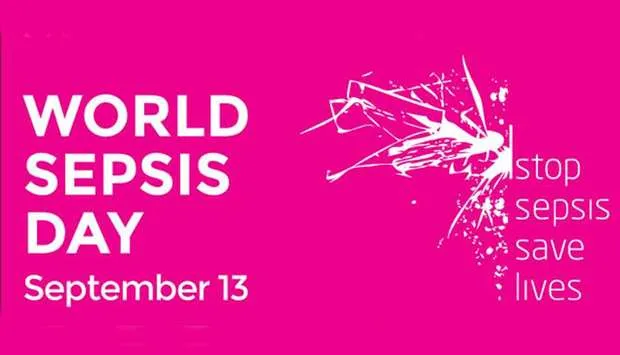 WORLD
SEPSIS
DAY
September 13
stop
sepsis
save
lives